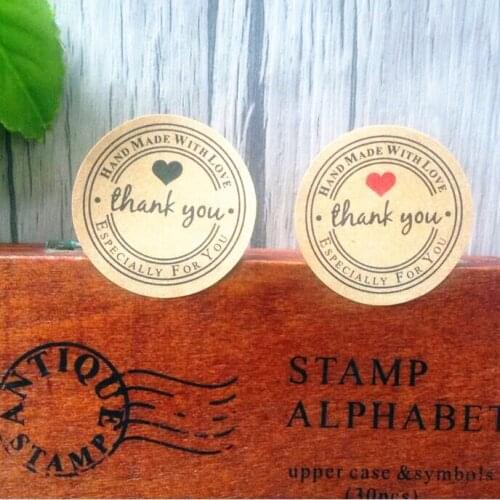 HAND MADE WITH LOVE
thank you
ESPECIALLY FOR YOU
HAND MADE WITH LOVE
thank you
ESPECIALLY FOR YOU
ANTIQUE
STAMP
STAMP
ALPHABET
upper case & symbols
(30pcs)